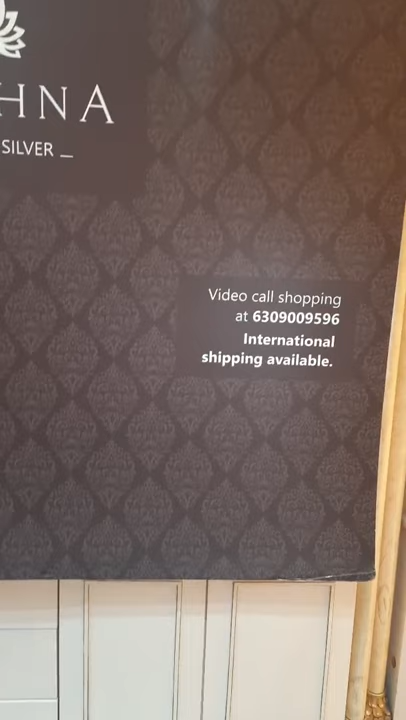 HNA
SILVER
Video call shopping
at 6309009596
International
shipping available.